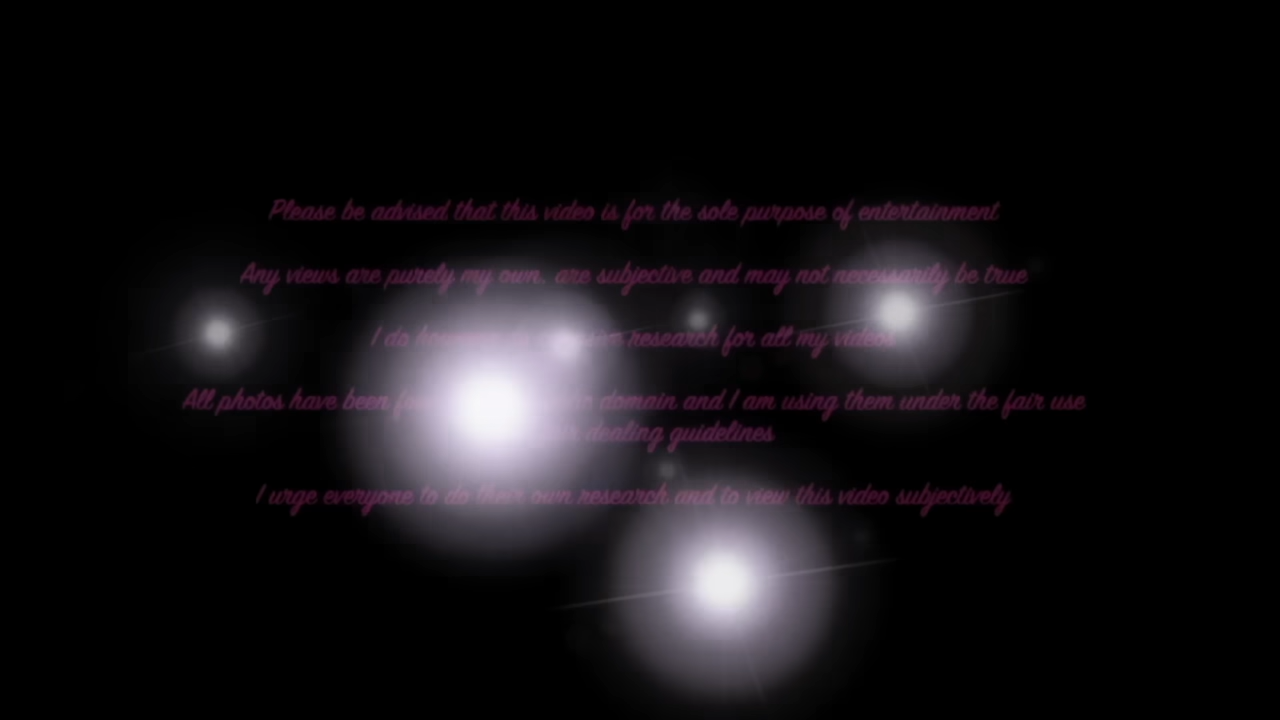 Please be advised that this video is for the sole purpose of entertainment
Any views are purely my own. are subjective and may not necessarily be true
I do research for all my videos
All photos have been domain and I am using them under the fair use
dealing guidelines
I urge everyone to do their own research and to view this video subjectively